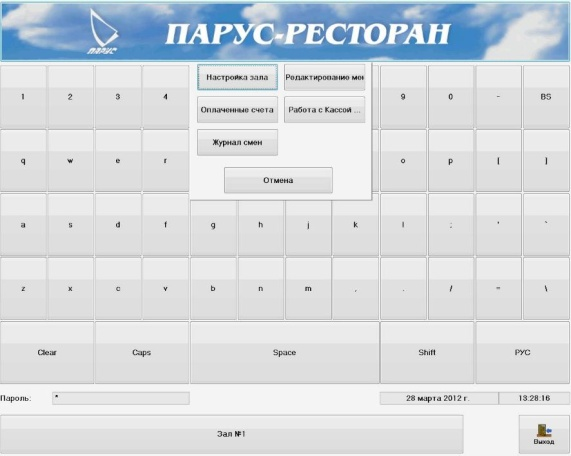 ПАРУС
ПАРУС-РЕСТОРАН
Настройка зала
Редактирование мен
Оплаченные счета
Работа с Кассой ...
Журнал смен
Отмена
1 2 3 4 9 0 - BS
q w e r o p [ ]
a s d f g h j k l ; ' `
z x c v b n m , . / = \
Clear Caps Space Shift РУС
Пароль: * 28 марта 2012 г. 13:28:16
Зал №1
Выход